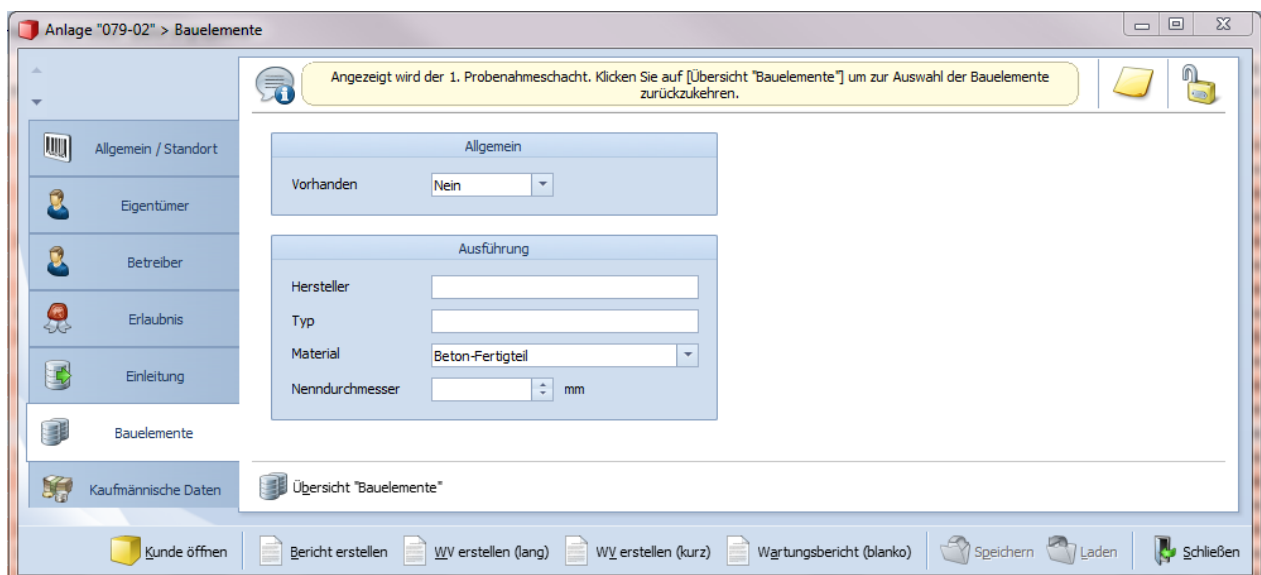 Anlage "079-02" > Bauelemente
Angezeigt wird der 1. Probenahmeschacht. Klicken Sie auf [Übersicht "Bauelemente"] um zur Auswahl der Bauelemente
zurückzukehren.
Allgemein / Standort
Eigentümer
Betreiber
Erlaubnis
Einleitung
Bauelemente
Kaufmännische Daten
Allgemein
Vorhanden Nein
Ausführung
Hersteller
Typ
Material Beton-Fertigteil
Nenndurchmesser mm
Übersicht "Bauelemente"
Kunde öffnen Bericht erstellen WV erstellen (lang) WV erstellen (kurz) Wartungsbericht (blanko) Speichern Laden Schließen